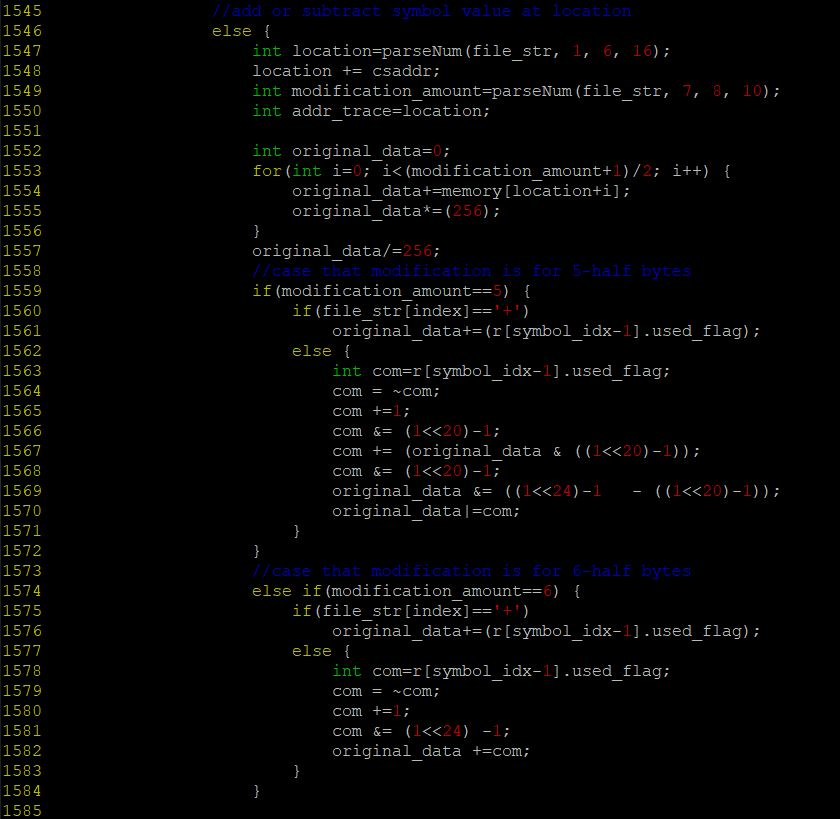 1545 //add or subtract symbol value at location
1546 else {
1547 int location=parseNum(file_str, 1, 6, 16);
1548 location += csaddr;
1549 int modification_amount=parseNum(file_str, 7, 8, 10);
1550 int addr_trace=location;
1551
1552 int original_data=0;
1553 for(int i=0; i<(modification_amount+1)/2; i++) {
1554 original_data+=memory[location+i];
1555 original_data*=(256);
1556 }
1557 original_data/=256;
1558 //case that modification is for 5-half bytes
1559 if(modification_amount==5) {
1560 if(file_str[index]=='+')
1561 original_data+=(r[symbol_idx-1].used_flag);
1562 else {
1563 int com=r[symbol_idx-1].used_flag;
1564 com = ~com;
1565 com +=1;
1566 com &= (1<<20)-1;
1567 com += (original_data & ((1<<20)-1));
1568 com &= (1<<20)-1;
1569 original_data &= ((1<<24)-1   - ((1<<20)-1));
1570 original_data|=com;
1571 }
1572 }
1573 //case that modification is for 6-half bytes
1574 else if(modification_amount==6) {
1575 if(file_str[index]=='+')
1576 original_data+=(r[symbol_idx-1].used_flag);
1577 else {
1578 int com=r[symbol_idx-1].used_flag;
1579 com = ~com;
1580 com +=1;
1581 com &= (1<<24) -1;
1582 original_data +=com;
1583 }
1584 }
1585